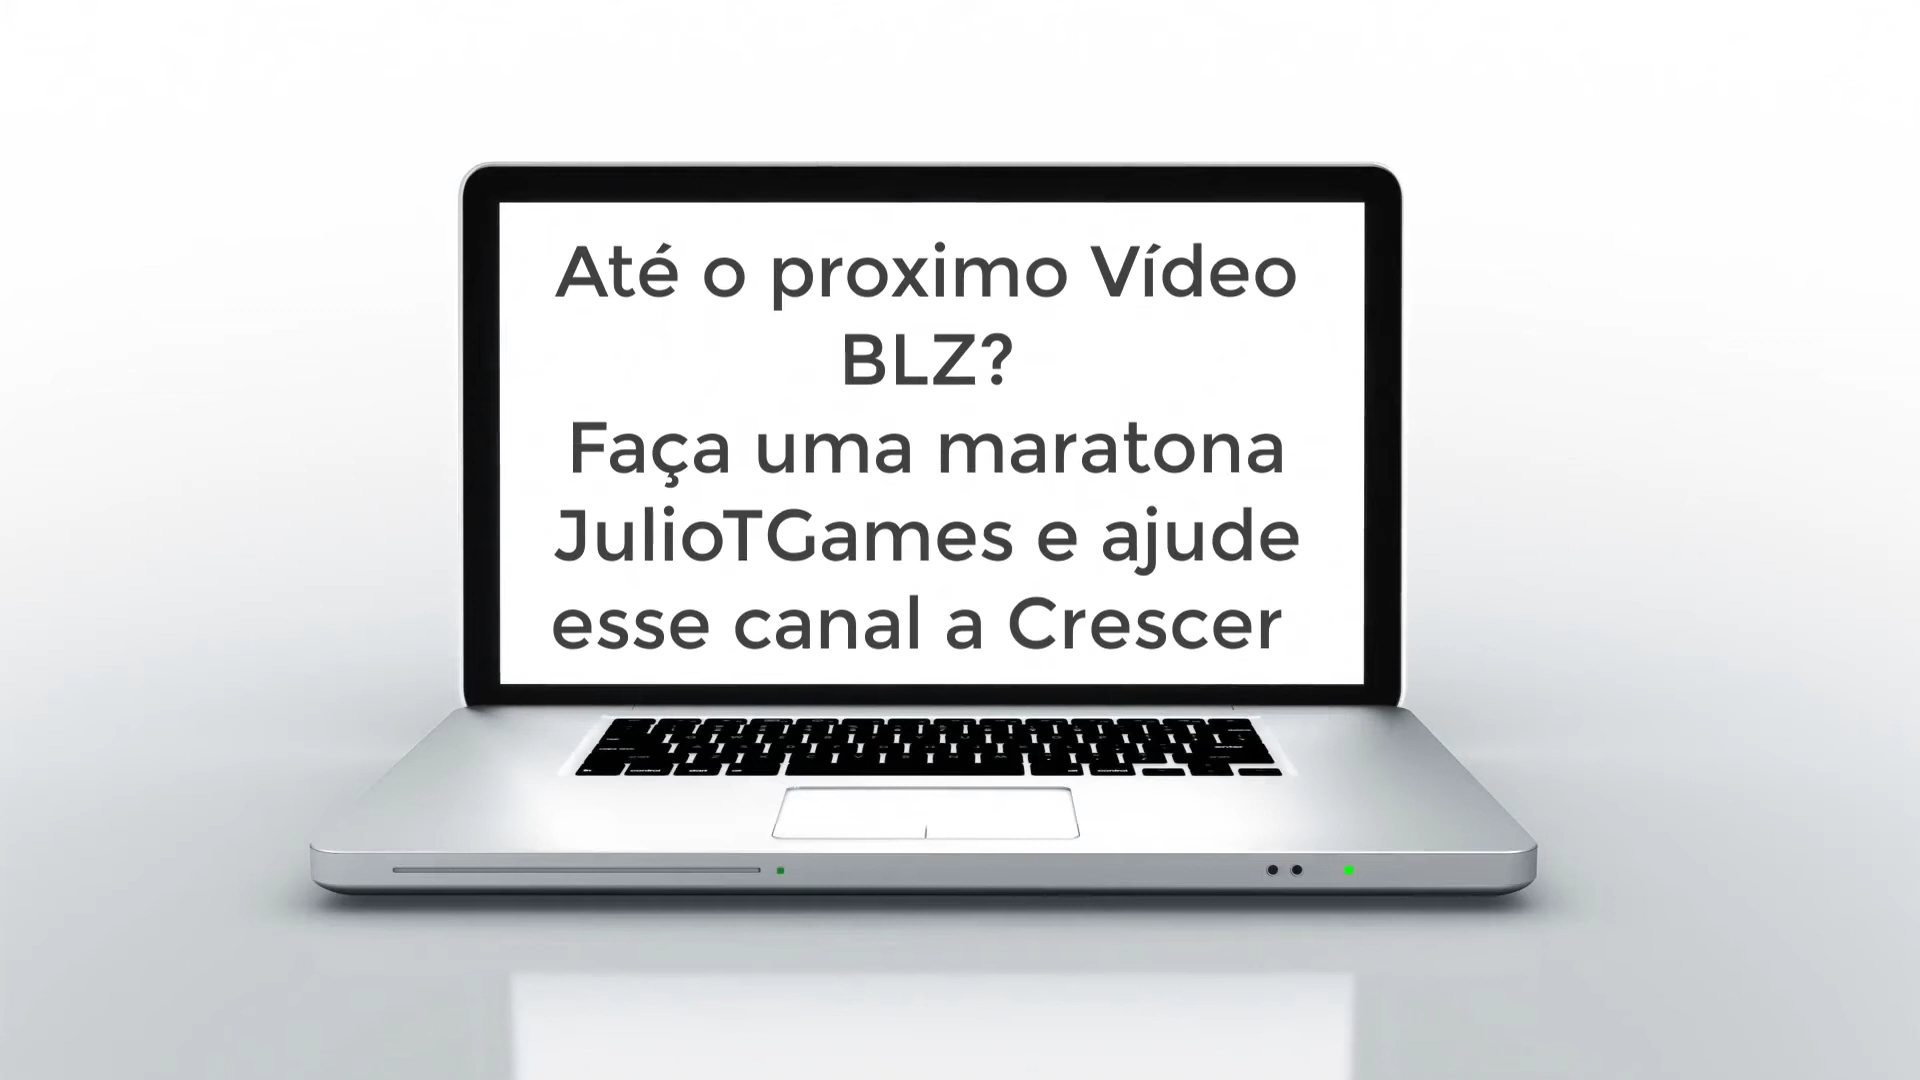 Até o proximo Vídeo
BLZ?
Faça uma maratona
JulioTGames e ajude
esse canal a Crescer